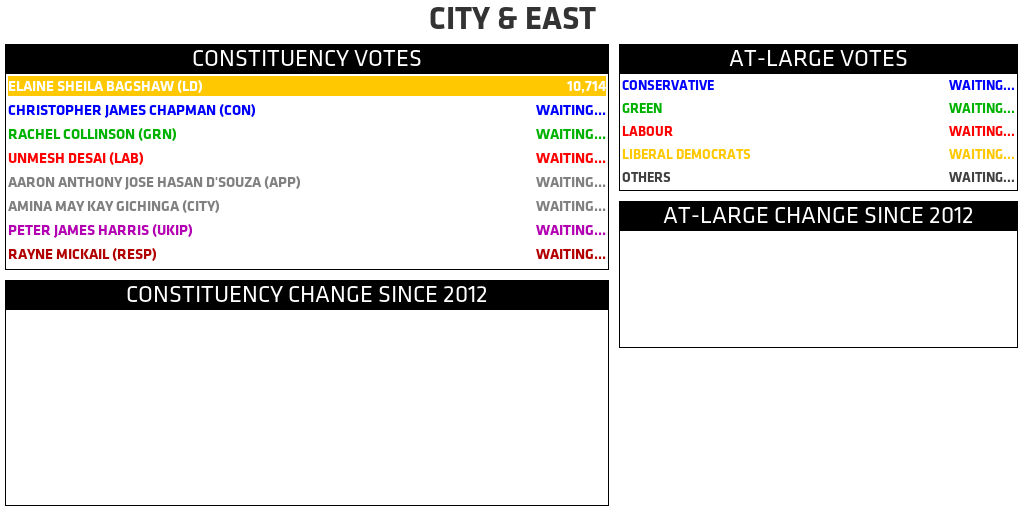 CITY & EAST
CONSTITUENCY VOTES
ELAINE SHEILA BAGSHAW (LD) 10,714
CHRISTOPHER JAMES CHAPMAN (CON) WAITING...
RACHEL COLLINSON (GRN) WAITING...
UNMESH DESAI (LAB) WAITING...
AARON ANTHONY JOSE HASAN D'SOUZA (APP) WAITING...
AMINA MAY KAY GICHINGA (CITY) WAITING...
PETER JAMES HARRIS (UKIP) WAITING...
RAYNE MICKAIL (RESP) WAITING...
CONSTITUENCY CHANGE SINCE 2012
AT-LARGE VOTES
CONSERVATIVE WAITING...
GREEN WAITING...
LABOUR WAITING...
LIBERAL DEMOCRATS WAITING...
OTHERS WAITING...
AT-LARGE CHANGE SINCE 2012